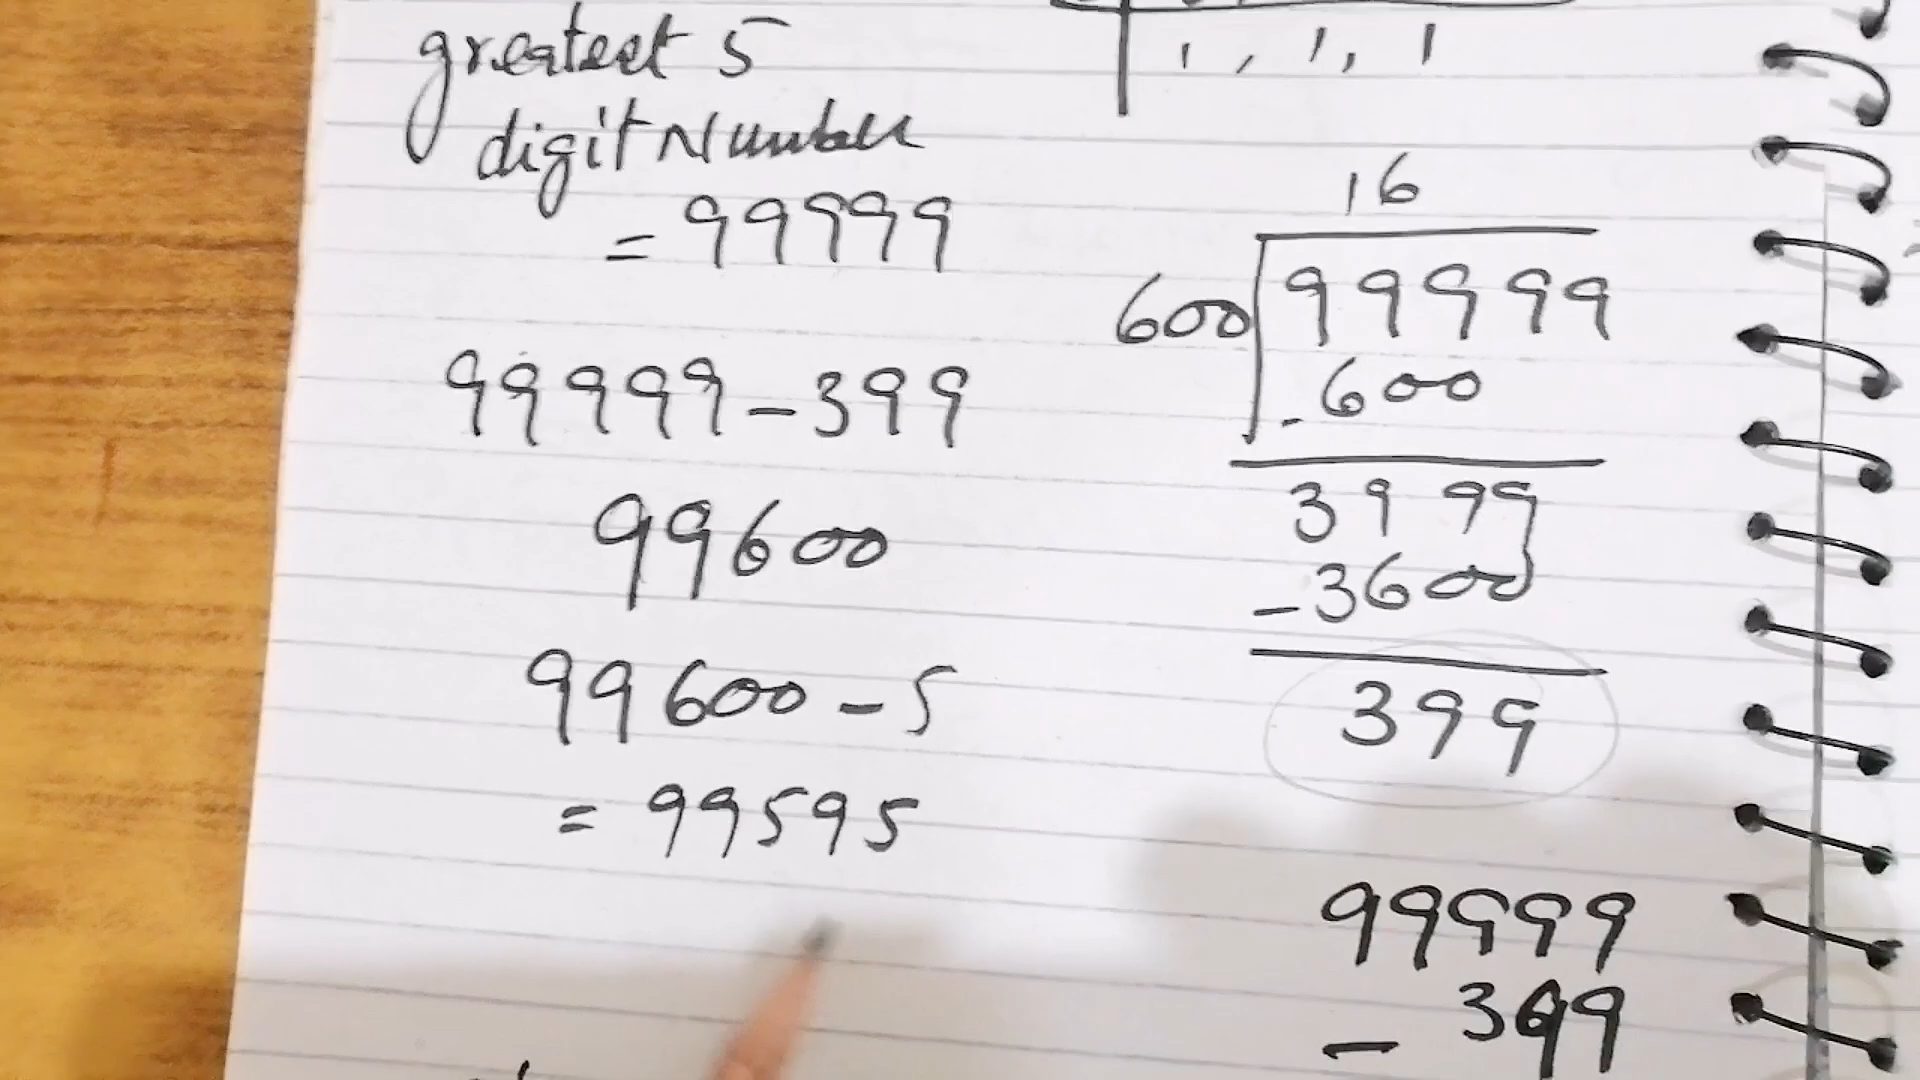 greatest 5
digit Number
= 99999
99999 - 399
99600
99600 - 5
= 99595
1, 1, 1
16
600 99999
- 600
3999
- 3600
399
99999
- 399